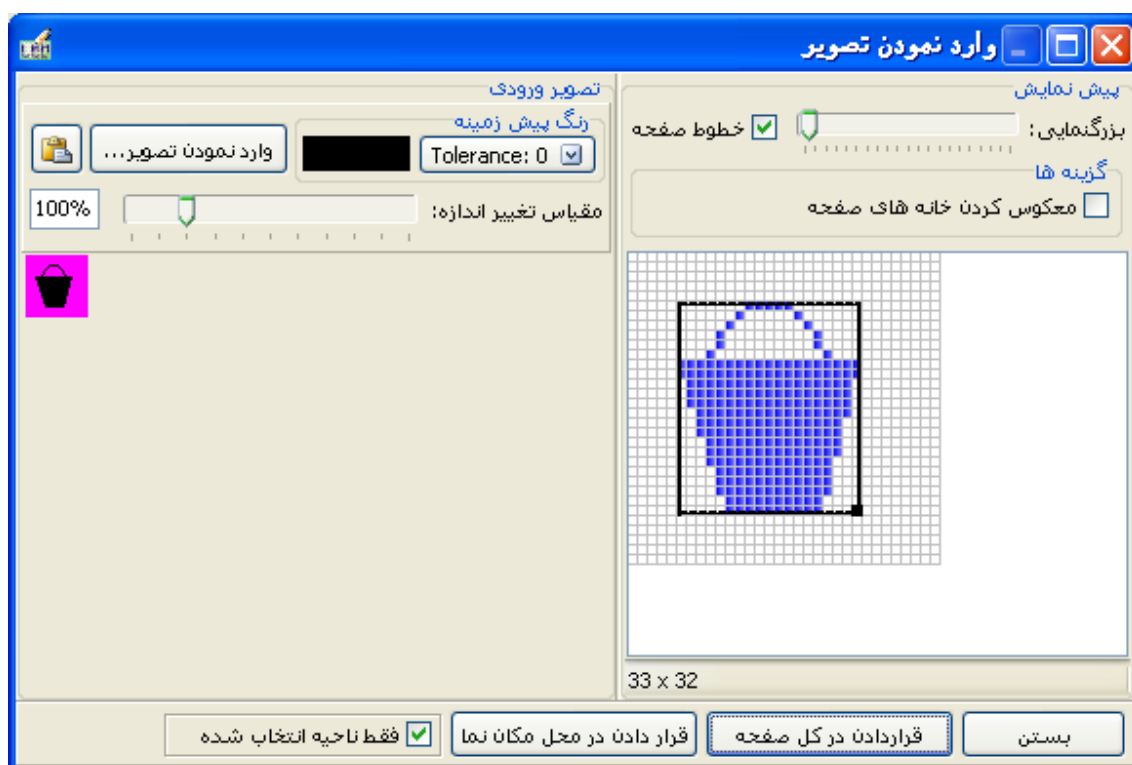 وارد نمودن تصویر
پیش نمایش
بزرگنمایی:
خطوط صفحه
گزینه ها
معکوس کردن خانه های صفحه
33 x 32
تصویر ورودی
رنگ پیش زمینه
Tolerance: 0
وارد نمودن تصویر...
مقیاس تغییر اندازه:
100%
بستن
قراردادن در کل صفحه
قرار دادن در محل مکان نما
فقط ناحیه انتخاب شده